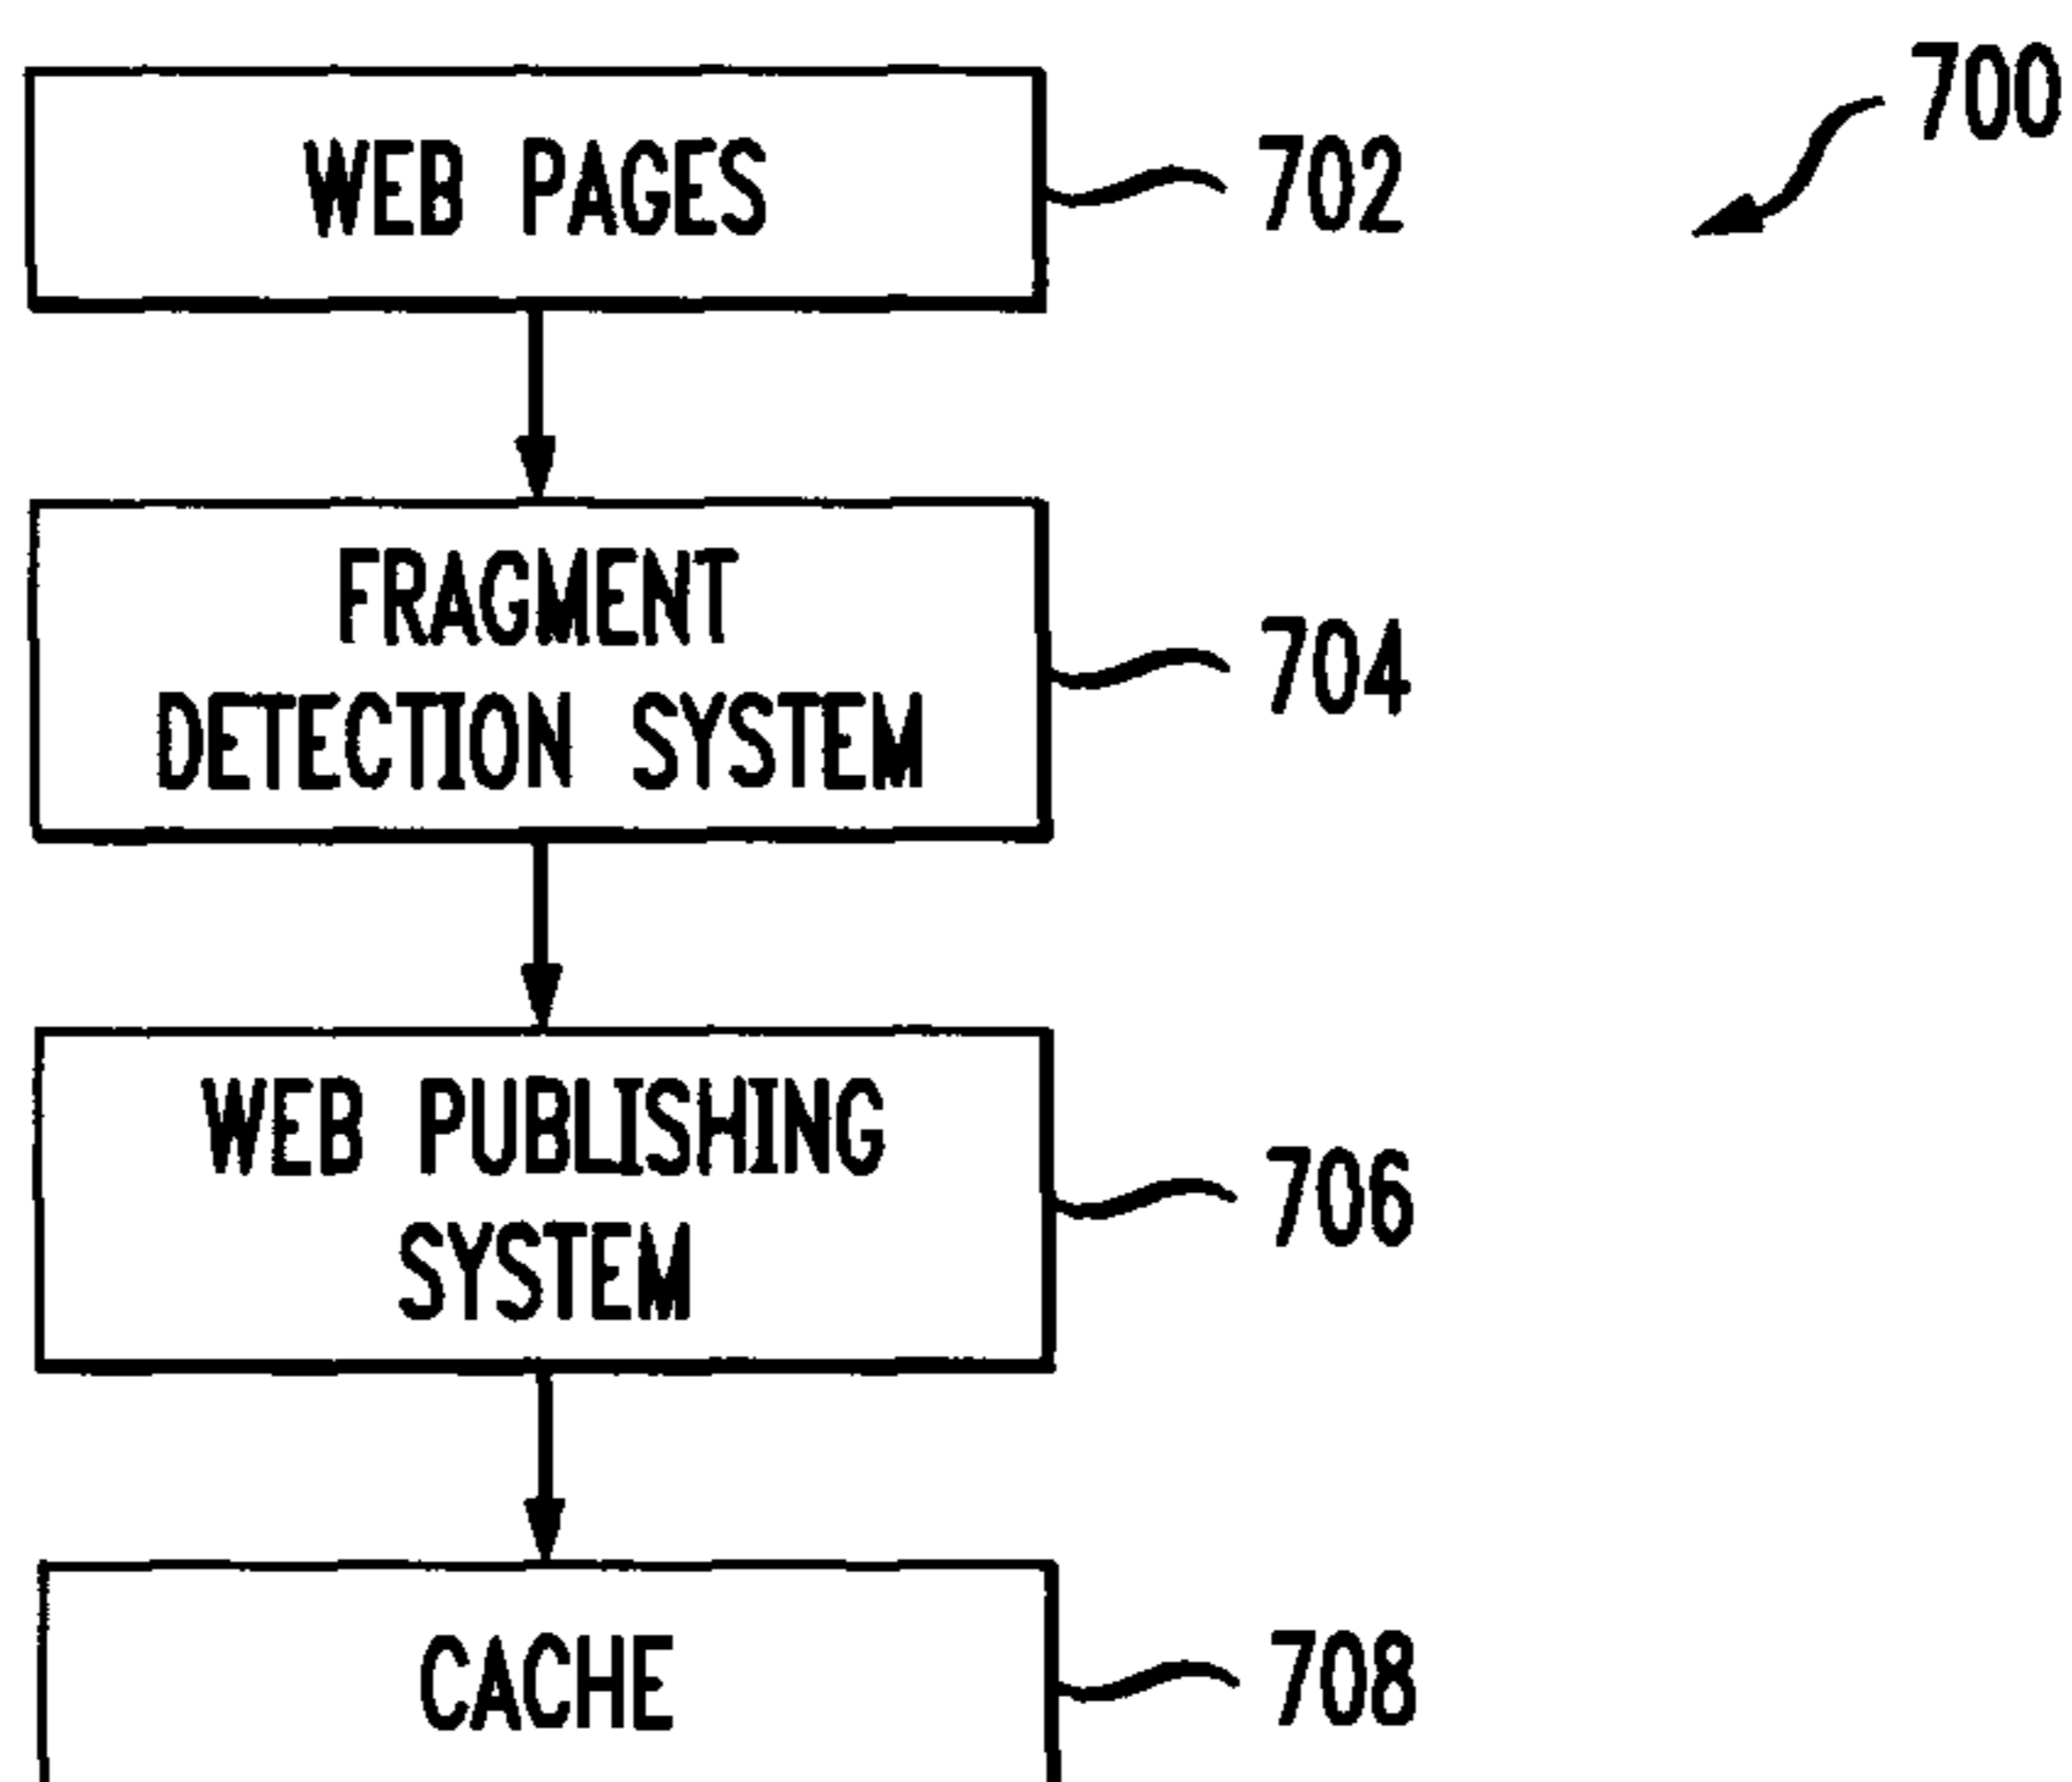 700
WEB PAGES
702
FRAGMENT
DETECTION SYSTEM
704
WEB PUBLISHING
SYSTEM
706
CACHE
708